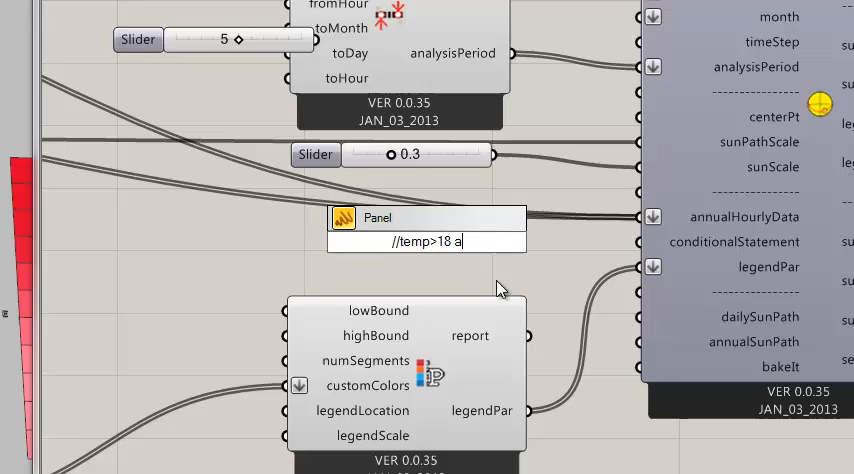 fromHour
toMonth
toDay
toHour
analysisPeriod
VER 0.0.35
JAN_03_2013
Slider
5
Slider
0.3
Panel
//temp>18 a
lowBound
highBound
numSegments
customColors
legendLocation
legendScale
report
legendPar
VER 0.0.35
month
timeStep
analysisPeriod
---------------
centerPt
sunPathScale
sunScale
---------------
annualHourlyData
conditionalStatement
legendPar
---------------
dailySunPath
annualSunPath
bakeIt
VER 0.0.35
JAN_03_2013